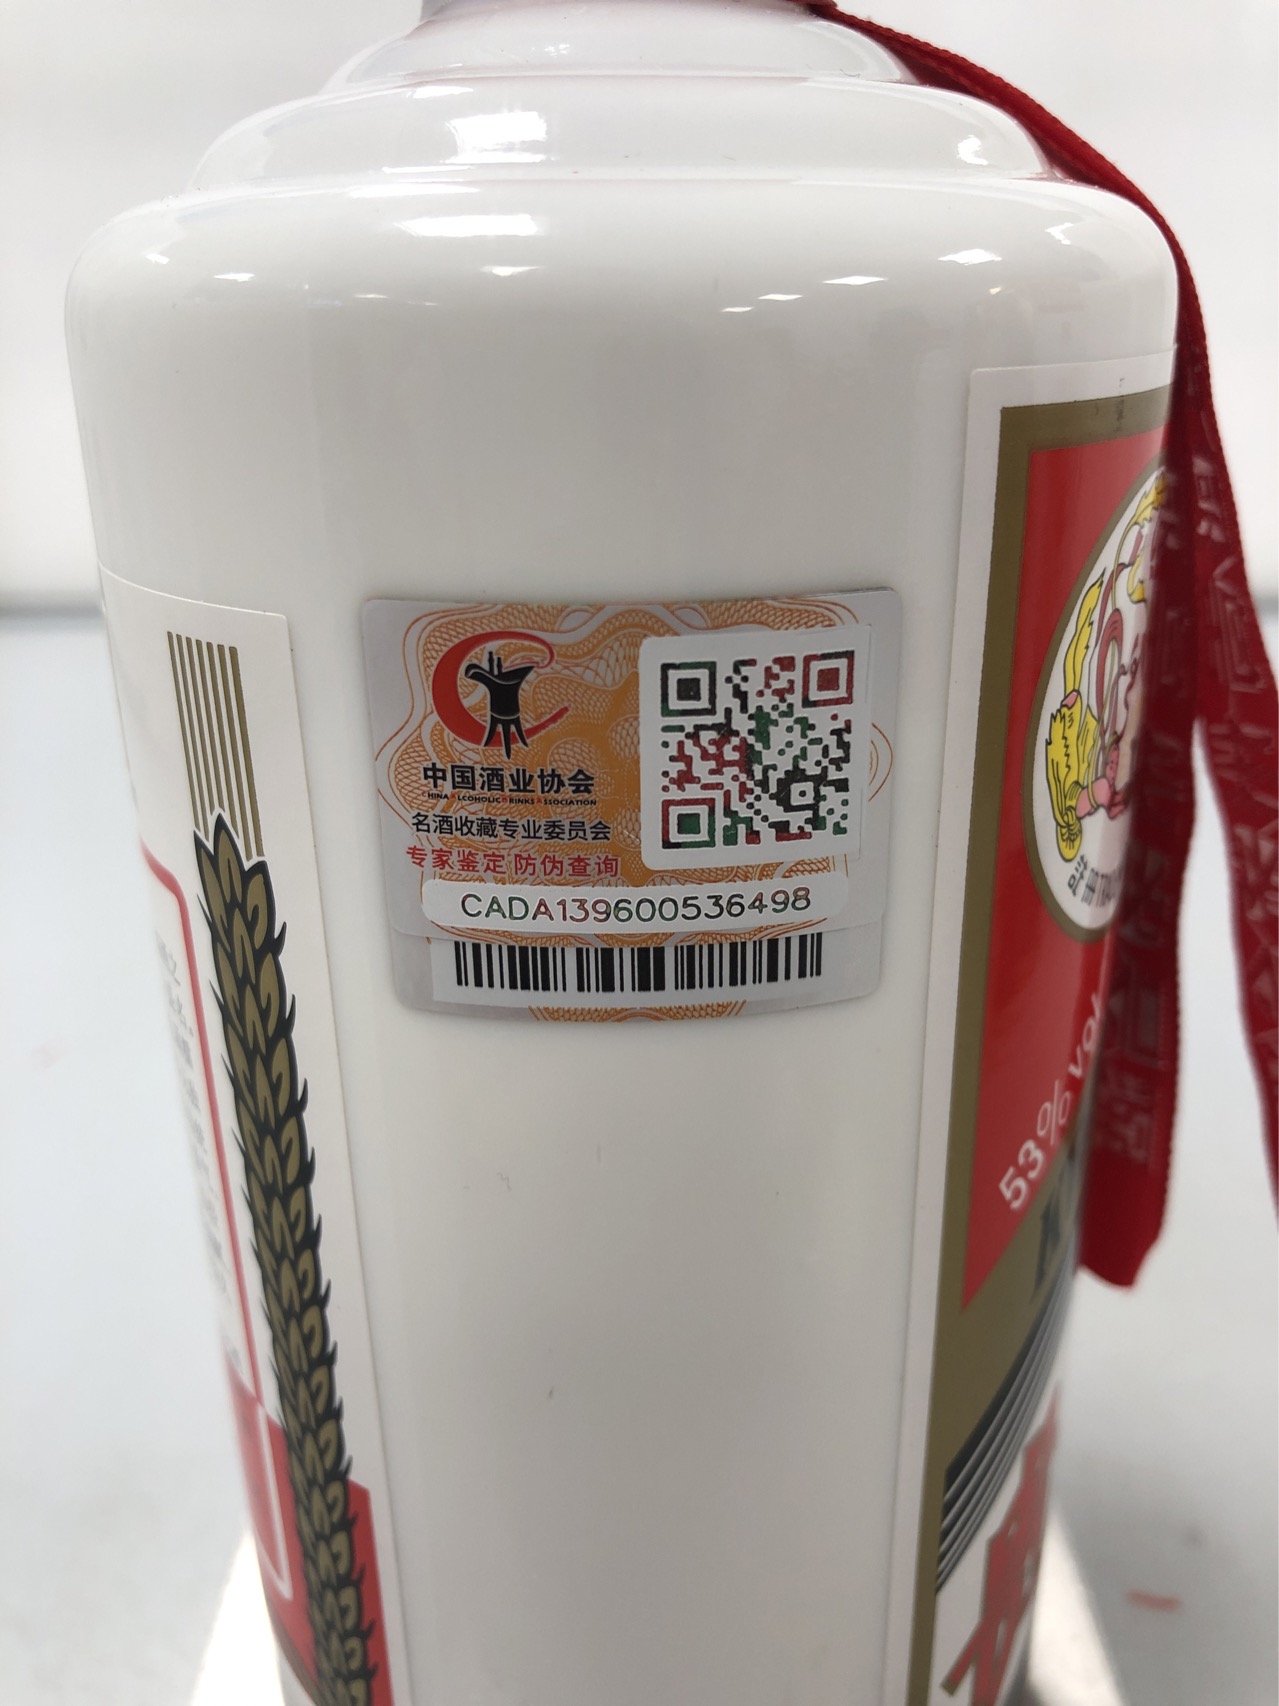 中国酒业协会
CHINA ALCOHOLIC DRINKS ASSOCIATION
名酒收藏专业委员会
专家鉴定 防伪查询
CADA139600536498
53% vol